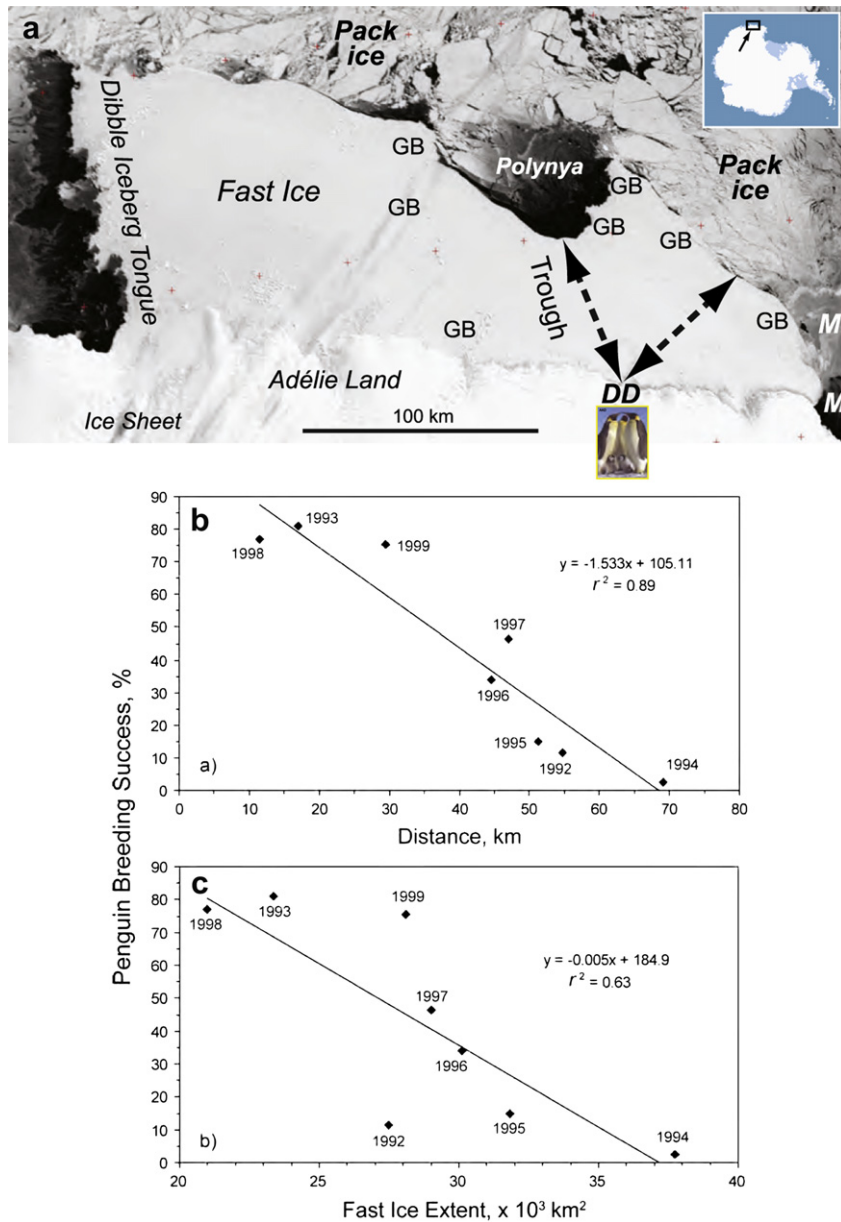 a
Pack
ice
Dibble Iceberg Tongue
GB
Polynya
Pack
ice
Fast Ice
GB
GB
GB
GB
Trough
GB
GB
M
Adélie Land
DD
M
Ice Sheet
100 km
Penguin Breeding Success, %
b
90
80
70
60
50
40
30
20
10
0
1993
1998
1999
y = -1.533x + 105.11
r 2 = 0.89
1997
1996
1995
1992
1994
a)
0 10 20 30 40 50 60 70 80
Distance, km
c
90
80
70
60
50
40
30
20
10
0
1998
1993
1999
y = -0.005x + 184.9
r 2 = 0.63
1997
1996
1992
1995
1994
b)
20 25 30 35 40
Fast Ice Extent, x 10³ km²